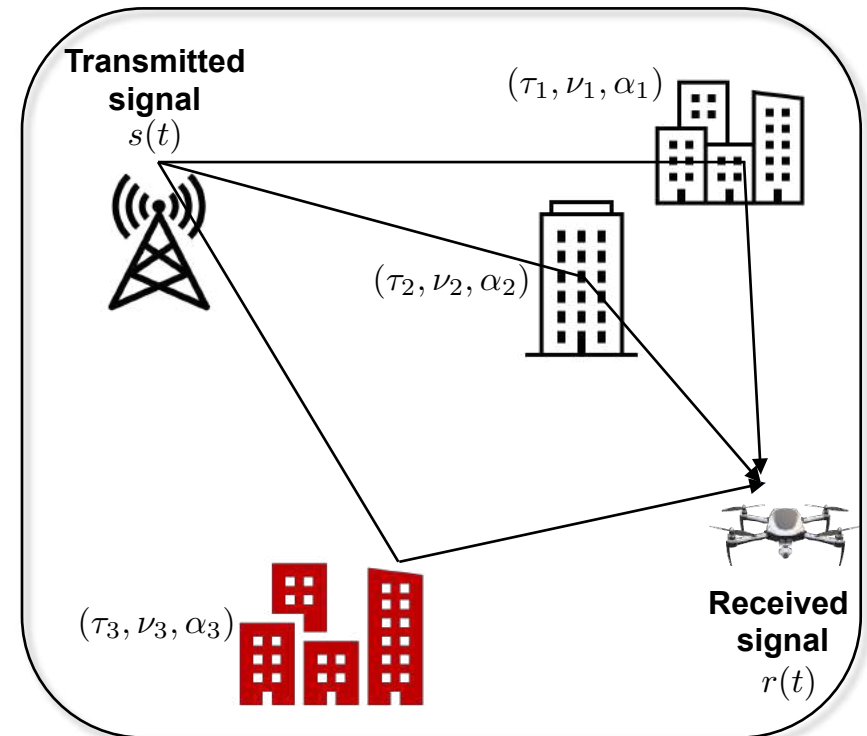 Transmitted
signal
s(t)
(τ₁, ν₁, α₁)
(τ₂, ν₂, α₂)
(τ₃, ν₃, α₃)
Received
signal
r(t)